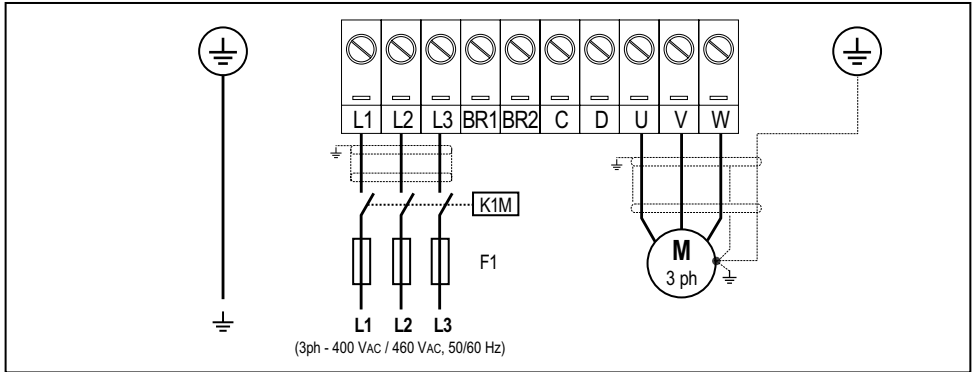 L1 L2 L3 BR1 BR2 C D U V W
K1M
F1
M
3 ph
L1 L2 L3
(3ph - 400 VAC / 460 VAC, 50/60 Hz)